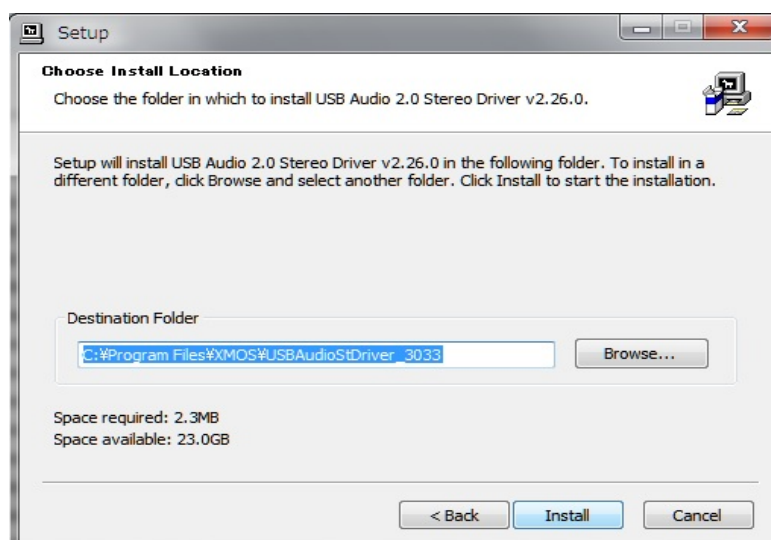 Setup
Choose Install Location
Choose the folder in which to install USB Audio 2.0 Stereo Driver v2.26.0.
Setup will install USB Audio 2.0 Stereo Driver v2.26.0 in the following folder. To install in a
different folder, click Browse and select another folder. Click Install to start the installation.
Destination Folder
C:¥Program Files¥XMOS¥USBAudioStDriver_3033
Browse...
Space required: 2.3MB
Space available: 23.0GB
< Back
Install
Cancel